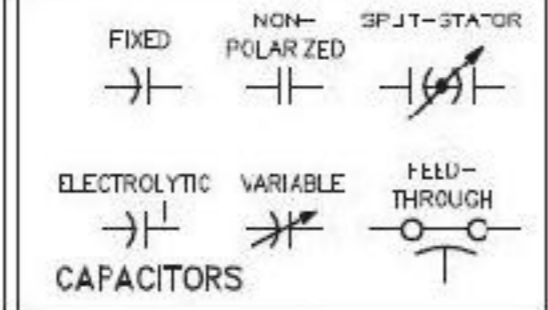 FIXED
NON-
POLARIZED
SPLIT-STATOR
ELECTROLYTIC
VARIABLE
FEED-
THROUGH
CAPACITORS